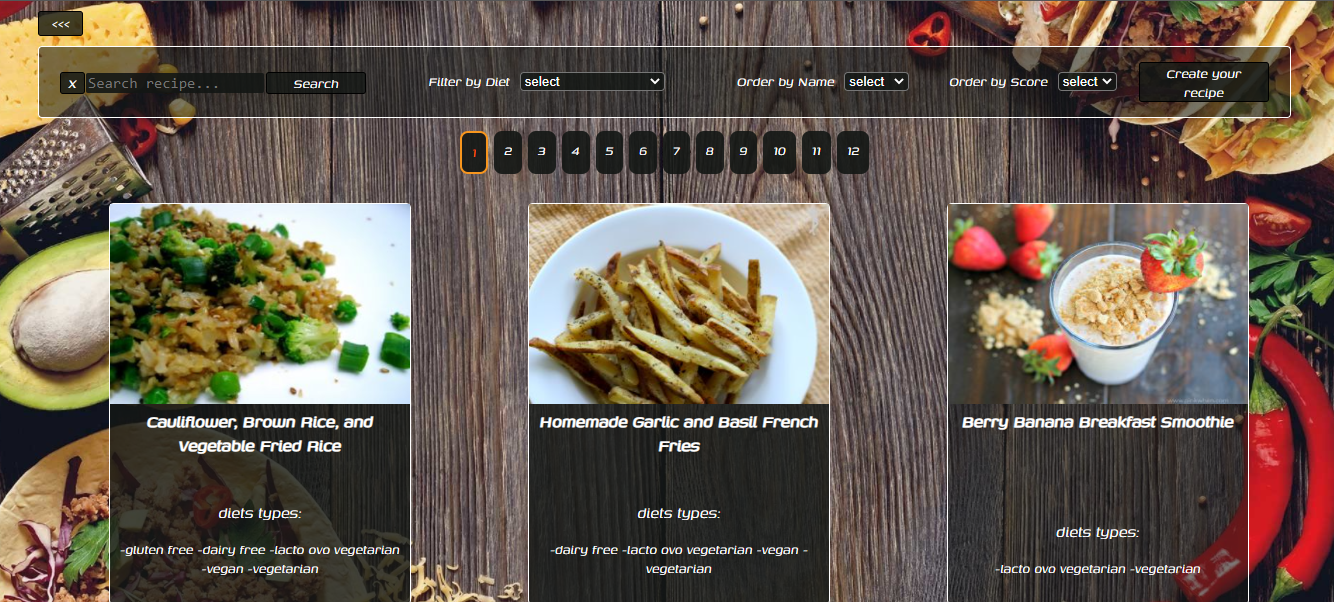 <<<
x Search recipe... Search Filter by Diet select Order by Name select Order by Score select Create your
recipe
1 2 3 4 5 6 7 8 9 10 11 12
Cauliflower, Brown Rice, and
Vegetable Fried Rice
diets types:
-gluten free -dairy free -lacto ovo vegetarian
-vegan -vegetarian
Homemade Garlic and Basil French
Fries
diets types:
-dairy free -lacto ovo vegetarian -vegan -
vegetarian
Berry Banana Breakfast Smoothie
diets types:
-lacto ovo vegetarian -vegetarian